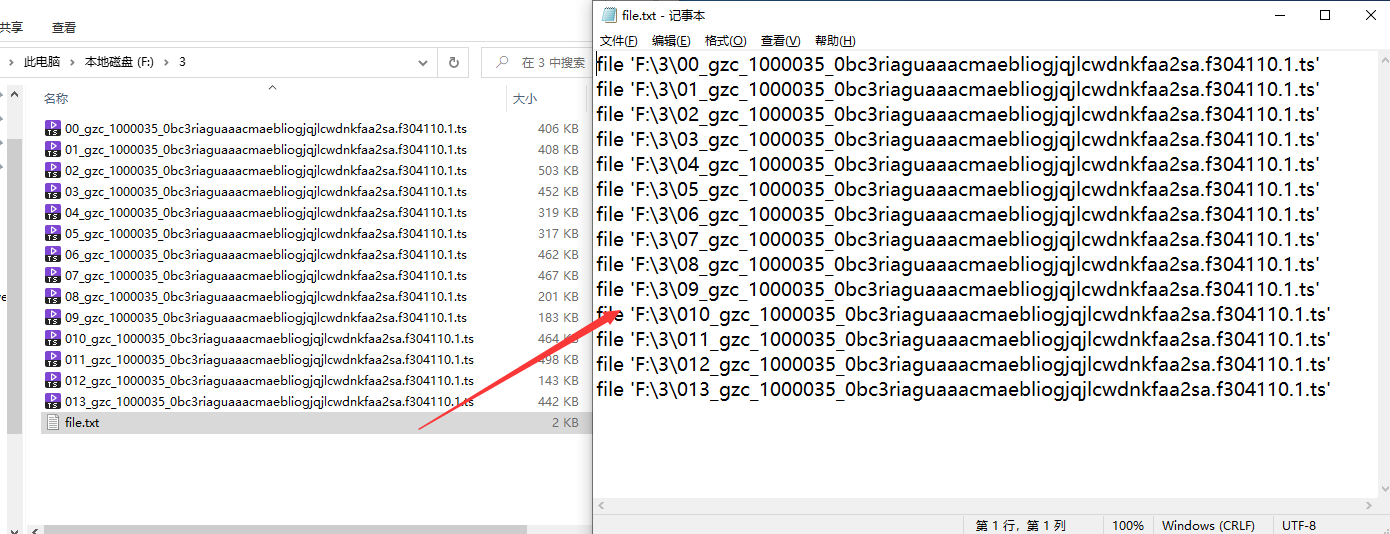 共享
查看
此电脑
本地磁盘 (F:)
3
在 3 中搜索
名称
大小
00_gzc_1000035_0bc3riaguaaacmaebliogjqjlcwdnkfaa2sa.f304110.1.ts 406 KB
01_gzc_1000035_0bc3riaguaaacmaebliogjqjlcwdnkfaa2sa.f304110.1.ts 408 KB
02_gzc_1000035_0bc3riaguaaacmaebliogjqjlcwdnkfaa2sa.f304110.1.ts 503 KB
03_gzc_1000035_0bc3riaguaaacmaebliogjqjlcwdnkfaa2sa.f304110.1.ts 452 KB
04_gzc_1000035_0bc3riaguaaacmaebliogjqjlcwdnkfaa2sa.f304110.1.ts 319 KB
05_gzc_1000035_0bc3riaguaaacmaebliogjqjlcwdnkfaa2sa.f304110.1.ts 317 KB
06_gzc_1000035_0bc3riaguaaacmaebliogjqjlcwdnkfaa2sa.f304110.1.ts 462 KB
07_gzc_1000035_0bc3riaguaaacmaebliogjqjlcwdnkfaa2sa.f304110.1.ts 467 KB
08_gzc_1000035_0bc3riaguaaacmaebliogjqjlcwdnkfaa2sa.f304110.1.ts 201 KB
09_gzc_1000035_0bc3riaguaaacmaebliogjqjlcwdnkfaa2sa.f304110.1.ts 183 KB
010_gzc_1000035_0bc3riaguaaacmaebliogjqjlcwdnkfaa2sa.f304110.1.ts 464 KB
011_gzc_1000035_0bc3riaguaaacmaebliogjqjlcwdnkfaa2sa.f304110.1.ts 498 KB
012_gzc_1000035_0bc3riaguaaacmaebliogjqjlcwdnkfaa2sa.f304110.1.ts 143 KB
013_gzc_1000035_0bc3riaguaaacmaebliogjqjlcwdnkfaa2sa.f304110.1.ts 442 KB
file.txt 2 KB
file.txt - 记事本
文件(F) 编辑(E) 格式(O) 查看(V) 帮助(H)
file 'F:\3\00_gzc_1000035_0bc3riaguaaacmaebliogjqjlcwdnkfaa2sa.f304110.1.ts'
file 'F:\3\01_gzc_1000035_0bc3riaguaaacmaebliogjqjlcwdnkfaa2sa.f304110.1.ts'
file 'F:\3\02_gzc_1000035_0bc3riaguaaacmaebliogjqjlcwdnkfaa2sa.f304110.1.ts'
file 'F:\3\03_gzc_1000035_0bc3riaguaaacmaebliogjqjlcwdnkfaa2sa.f304110.1.ts'
file 'F:\3\04_gzc_1000035_0bc3riaguaaacmaebliogjqjlcwdnkfaa2sa.f304110.1.ts'
file 'F:\3\05_gzc_1000035_0bc3riaguaaacmaebliogjqjlcwdnkfaa2sa.f304110.1.ts'
file 'F:\3\06_gzc_1000035_0bc3riaguaaacmaebliogjqjlcwdnkfaa2sa.f304110.1.ts'
file 'F:\3\07_gzc_1000035_0bc3riaguaaacmaebliogjqjlcwdnkfaa2sa.f304110.1.ts'
file 'F:\3\08_gzc_1000035_0bc3riaguaaacmaebliogjqjlcwdnkfaa2sa.f304110.1.ts'
file 'F:\3\09_gzc_1000035_0bc3riaguaaacmaebliogjqjlcwdnkfaa2sa.f304110.1.ts'
file 'F:\3\010_gzc_1000035_0bc3riaguaaacmaebliogjqjlcwdnkfaa2sa.f304110.1.ts'
file 'F:\3\011_gzc_1000035_0bc3riaguaaacmaebliogjqjlcwdnkfaa2sa.f304110.1.ts'
file 'F:\3\012_gzc_1000035_0bc3riaguaaacmaebliogjqjlcwdnkfaa2sa.f304110.1.ts'
file 'F:\3\013_gzc_1000035_0bc3riaguaaacmaebliogjqjlcwdnkfaa2sa.f304110.1.ts'
第 1 行，第 1 列 100% Windows (CRLF) UTF-8